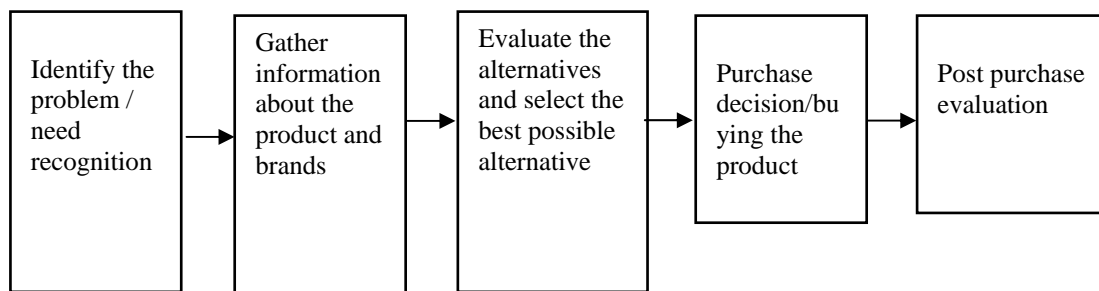 Identify the
problem /
need
recognition
Gather
information
about the
product and
brands
Evaluate the
alternatives
and select the
best possible
alternative
Purchase
decision/bu
ying the
product
Post purchase
evaluation